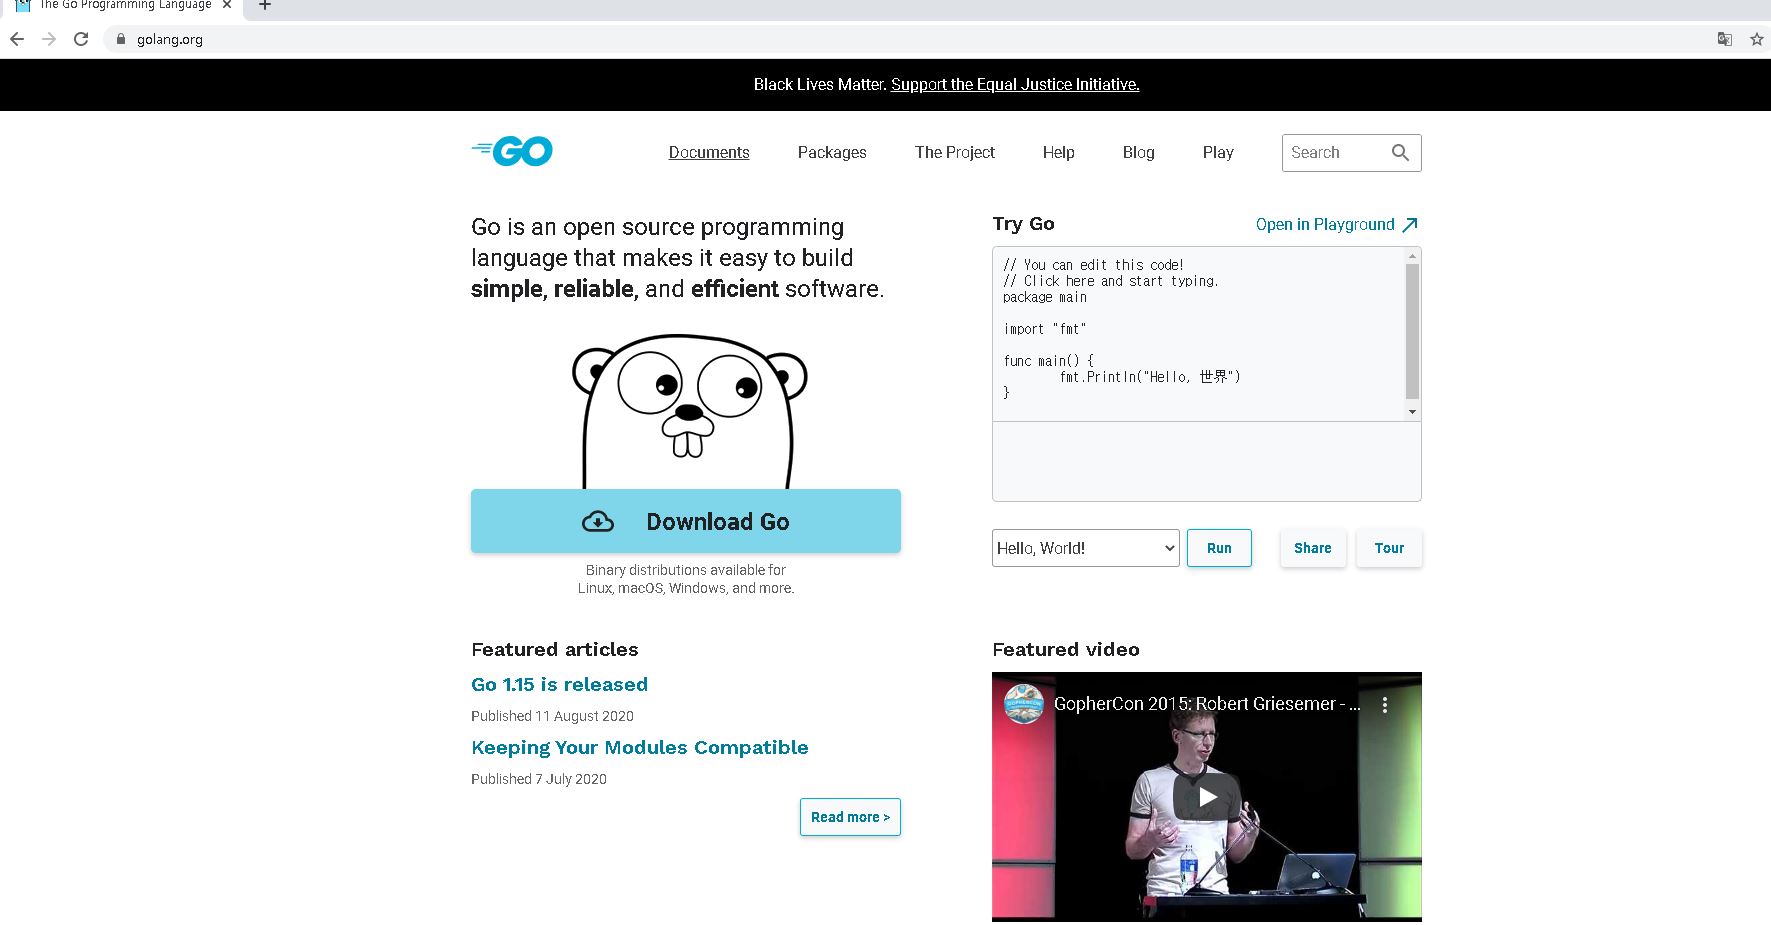 The Go Programming Language
golang.org
Black Lives Matter. Support the Equal Justice Initiative.
GO
Documents
Packages
The Project
Help
Blog
Play
Search
Go is an open source programming
language that makes it easy to build
simple, reliable, and efficient software.
Download Go
Binary distributions available for
Linux, macOS, Windows, and more.
Try Go
Open in Playground
// You can edit this code!
// Click here and start typing.
package main
import "fmt"
func main() {
fmt.Println("Hello, 世界")
}
Hello, World!
Run
Share
Tour
Featured articles
Go 1.15 is released
Published 11 August 2020
Keeping Your Modules Compatible
Published 7 July 2020
Read more >
Featured video
GOPHERCON
GopherCon 2015: Robert Griesemer - ...